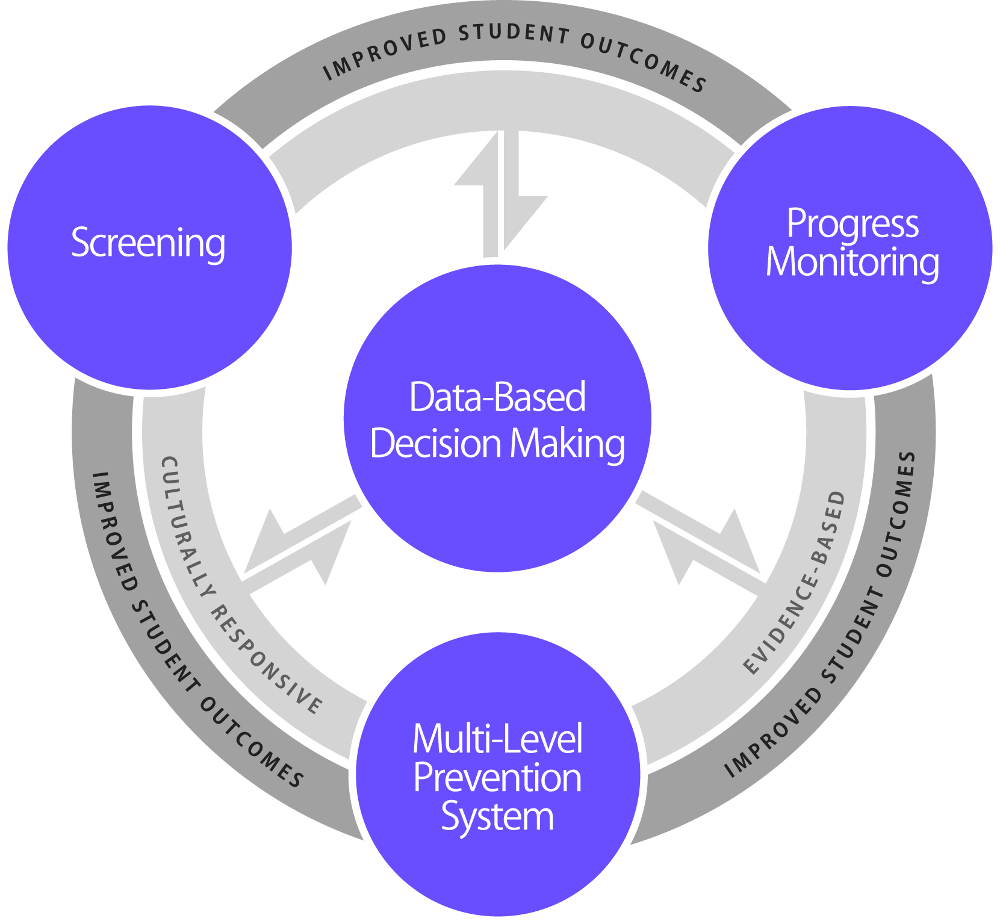 IMPROVED STUDENT OUTCOMES
Screening
Progress
Monitoring
Data-Based
Decision Making
CULTURALLY RESPONSIVE
IMPROVED STUDENT OUTCOMES
EVIDENCE-BASED
IMPROVED STUDENT OUTCOMES
Multi-Level
Prevention
System